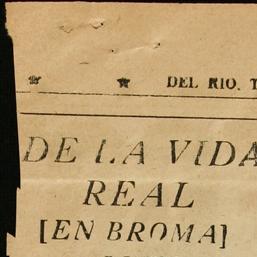 DEL RIO, T
DE LA VIDA
REAL
[EN BROMA]